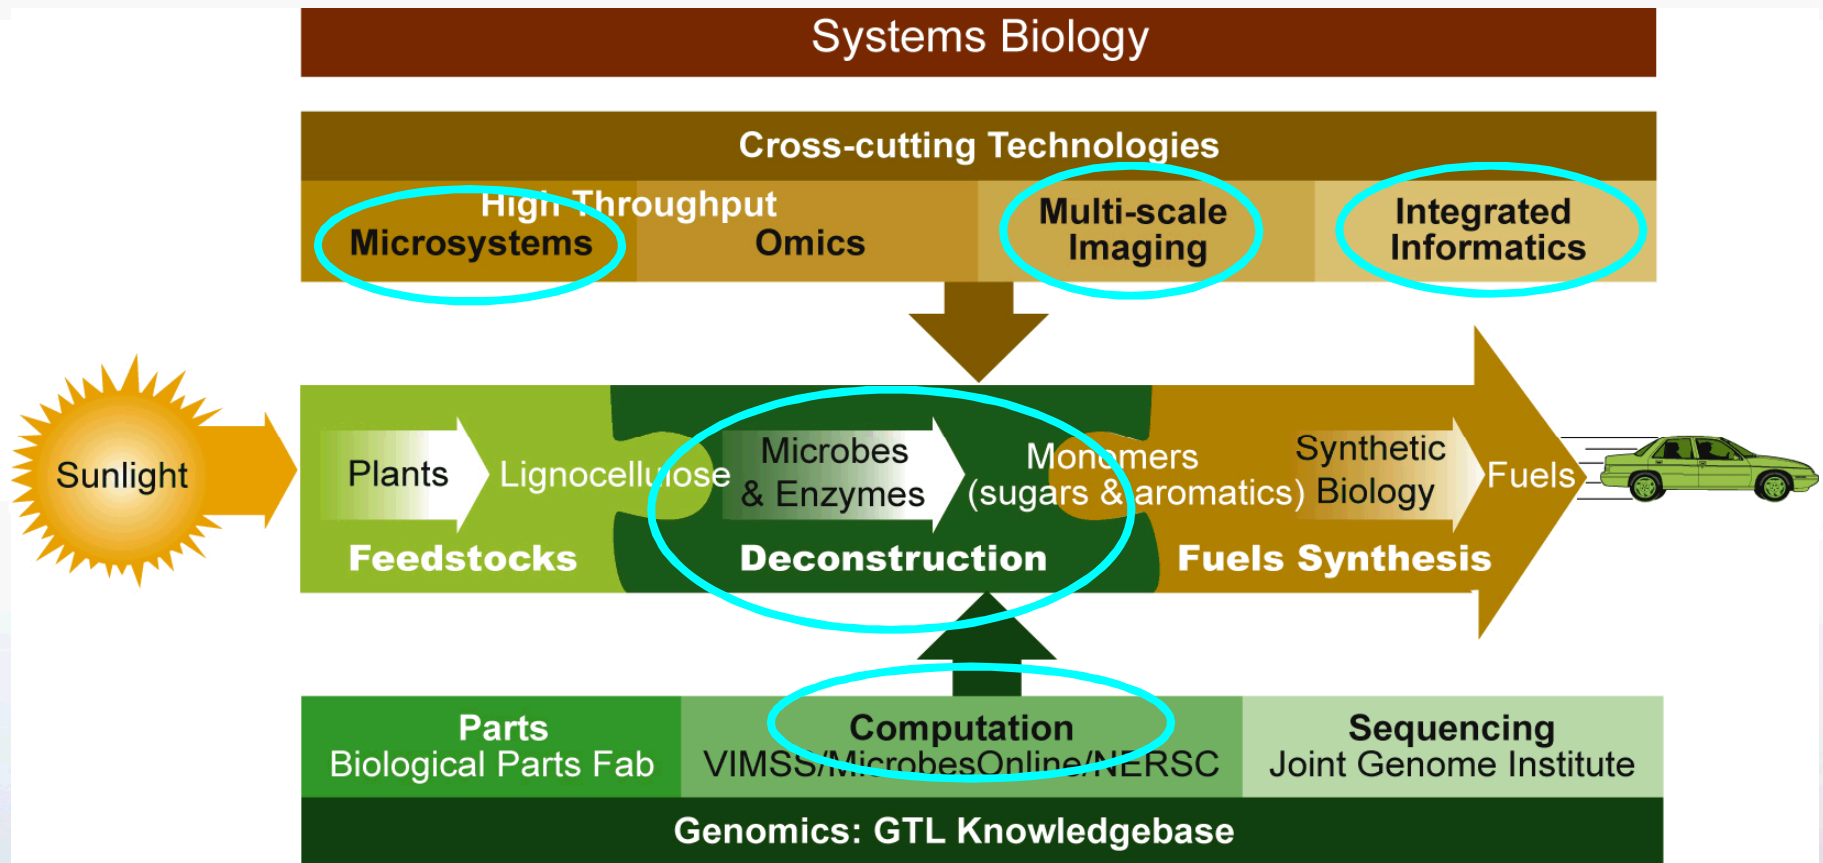 Systems Biology
Cross-cutting Technologies
High Throughput
Microsystems
Omics
Multi-scale
Imaging
Integrated
Informatics
Sunlight
Plants
Lignocellulose
Feedstocks
Microbes
& Enzymes
Monomers
(sugars & aromatics)
Deconstruction
Synthetic
Biology
Fuels
Fuels Synthesis
Parts
Biological Parts Fab
Computation
VIMSS/MicrobesOnline/NERSC
Sequencing
Joint Genome Institute
Genomics: GTL Knowledgebase